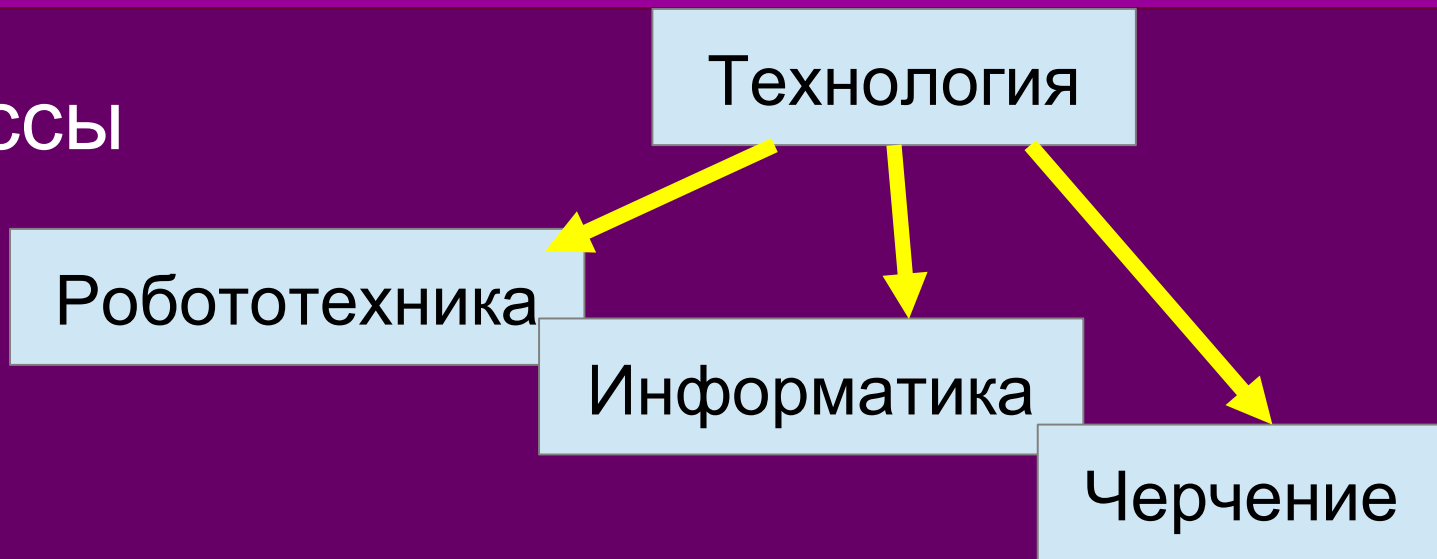 Технология
ссы
Робототехника
Информатика
Черчение